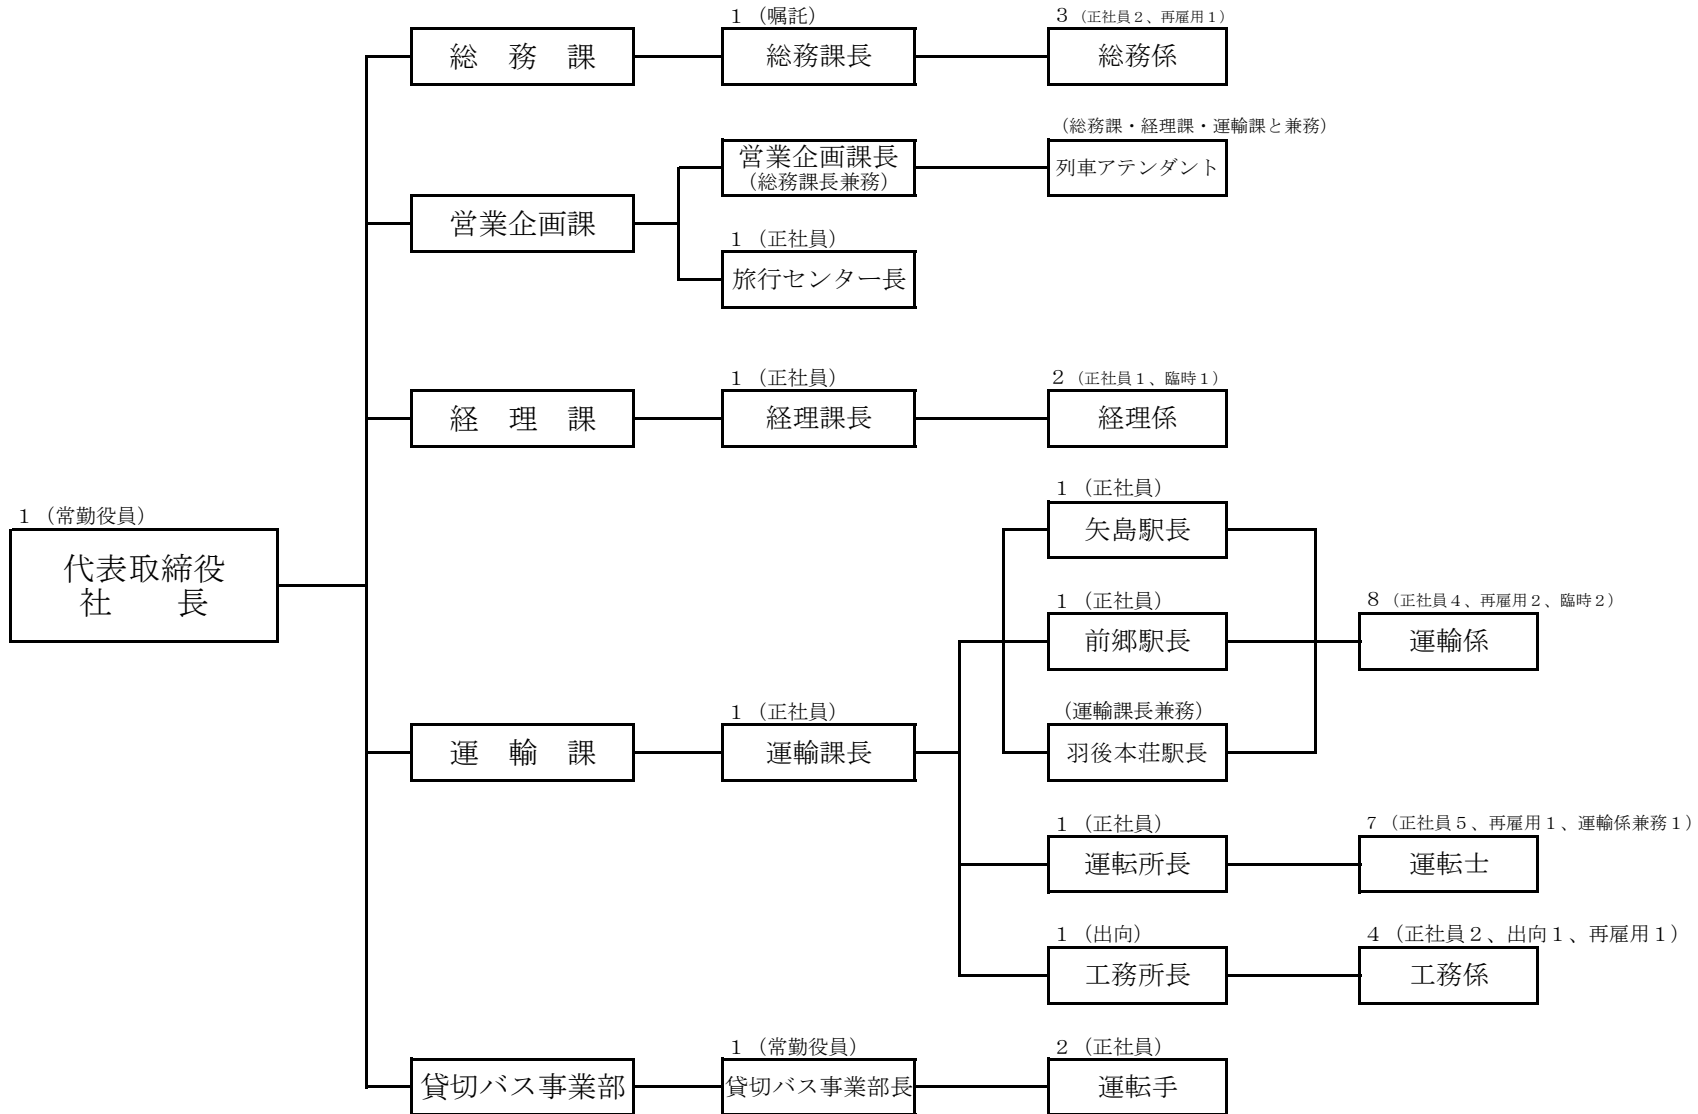 1 (常勤役員)
代表取締役
社　　長
総　務　課
1 (嘱託)
総務課長
3 (正社員2、再雇用1)
総務係
営業企画課
営業企画課長
(総務課長兼務)
(総務課・経理課・運輸課と兼務)
列車アテンダント
1 (正社員)
旅行センター長
経　理　課
1 (正社員)
経理課長
2 (正社員1、臨時1)
経理係
運　輸　課
1 (正社員)
運輸課長
1 (正社員)
矢島駅長
1 (正社員)
前郷駅長
(運輸課長兼務)
羽後本荘駅長
8 (正社員4、再雇用2、臨時2)
運輸係
1 (正社員)
運転所長
7 (正社員5、再雇用1、運輸係兼務1)
運転士
1 (出向)
工務所長
4 (正社員2、出向1、再雇用1)
工務係
貸切バス事業部
1 (常勤役員)
貸切バス事業部長
2 (正社員)
運転手